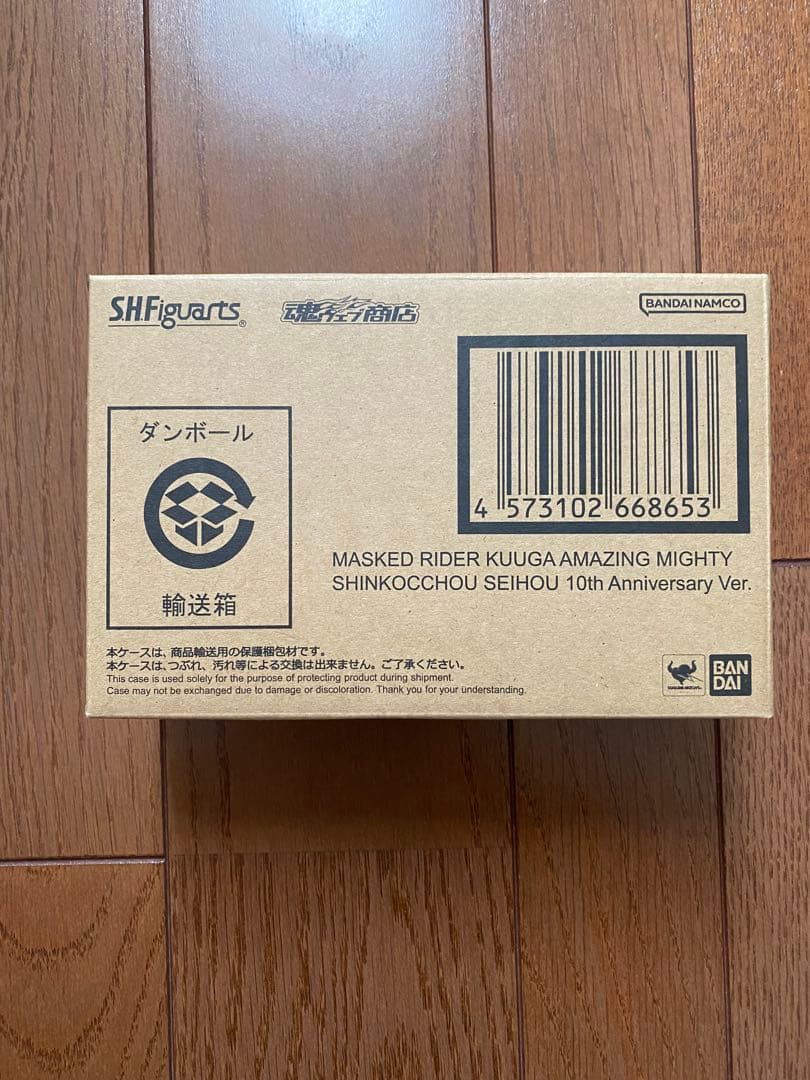 S.H.Figuarts®
魂ウェブ商店
BANDAI NAMCO
ダンボール
輸送箱
4 573102 668653
MASKED RIDER KUUGA AMAZING MIGHTY
SHINKOCCHOU SEIHOU 10th Anniversary Ver.
本ケースは、商品輸送用の保護梱包材です。
本ケースは、つぶれ、汚れ等による交換は出来ません。ご了承ください。
This case is used solely for the purpose of protecting product during shipment.
Case may not be exchanged due to damage or discoloration. Thank you for your understanding.
BAN
DAI